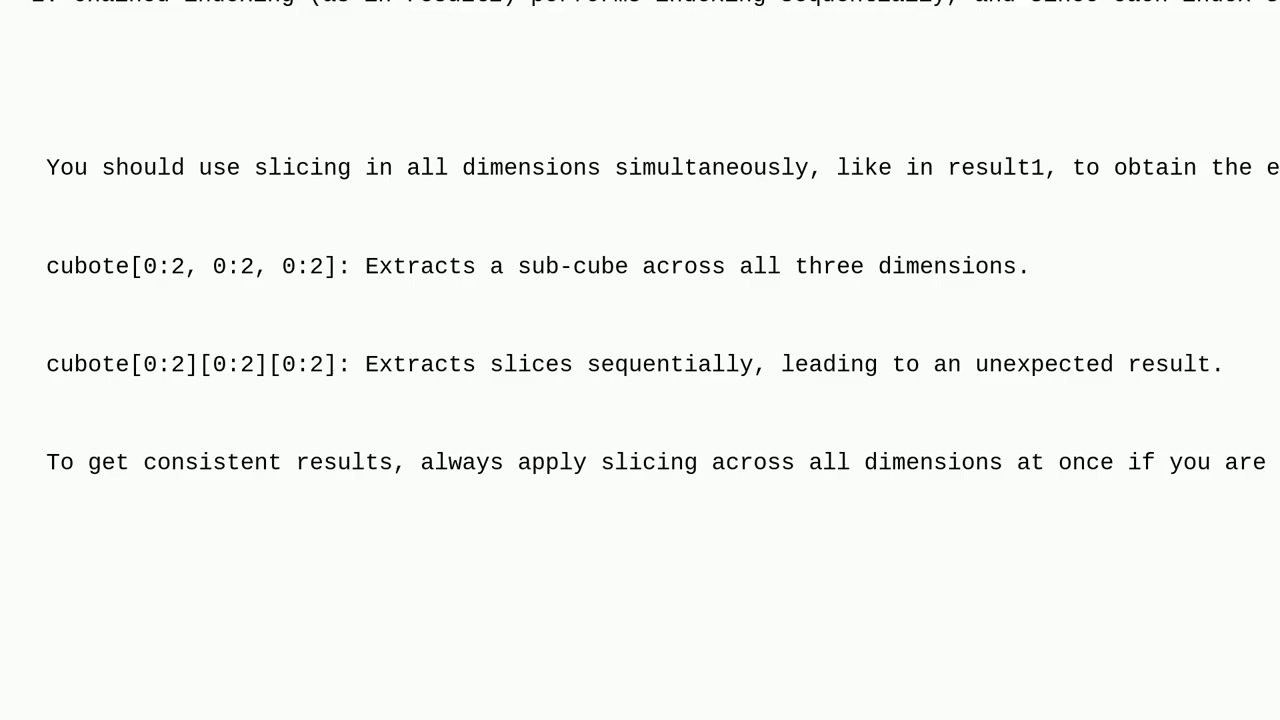 You should use slicing in all dimensions simultaneously, like in result1, to obtain the
cubote[0:2, 0:2, 0:2]: Extracts a sub-cube across all three dimensions.
cubote[0:2][0:2][0:2]: Extracts slices sequentially, leading to an unexpected result.
To get consistent results, always apply slicing across all dimensions at once if you are